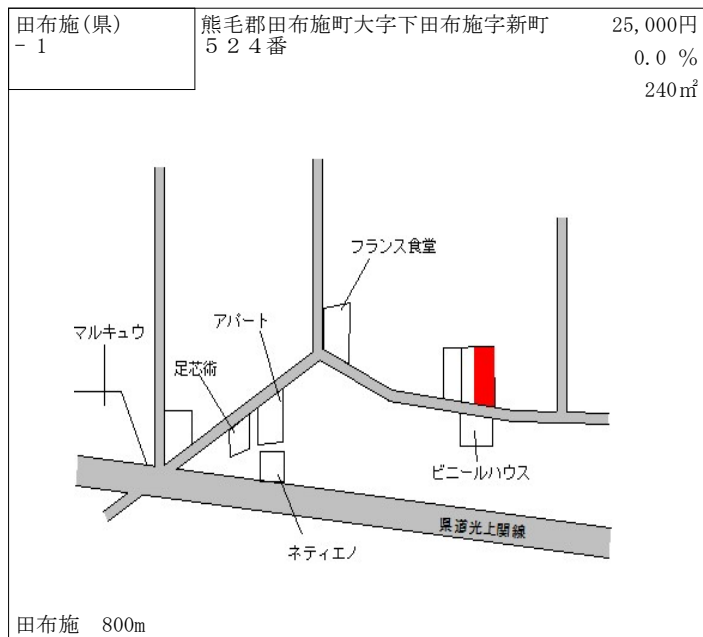 田布施(県)
- 1
熊毛郡田布施町大字下田布施字新町
５２４番
25,000円
0.0 %
240㎡
フランス食堂
アパート
マルキュウ
足芯術
ビニールハウス
県道光上関線
ネティエノ
田布施 800m